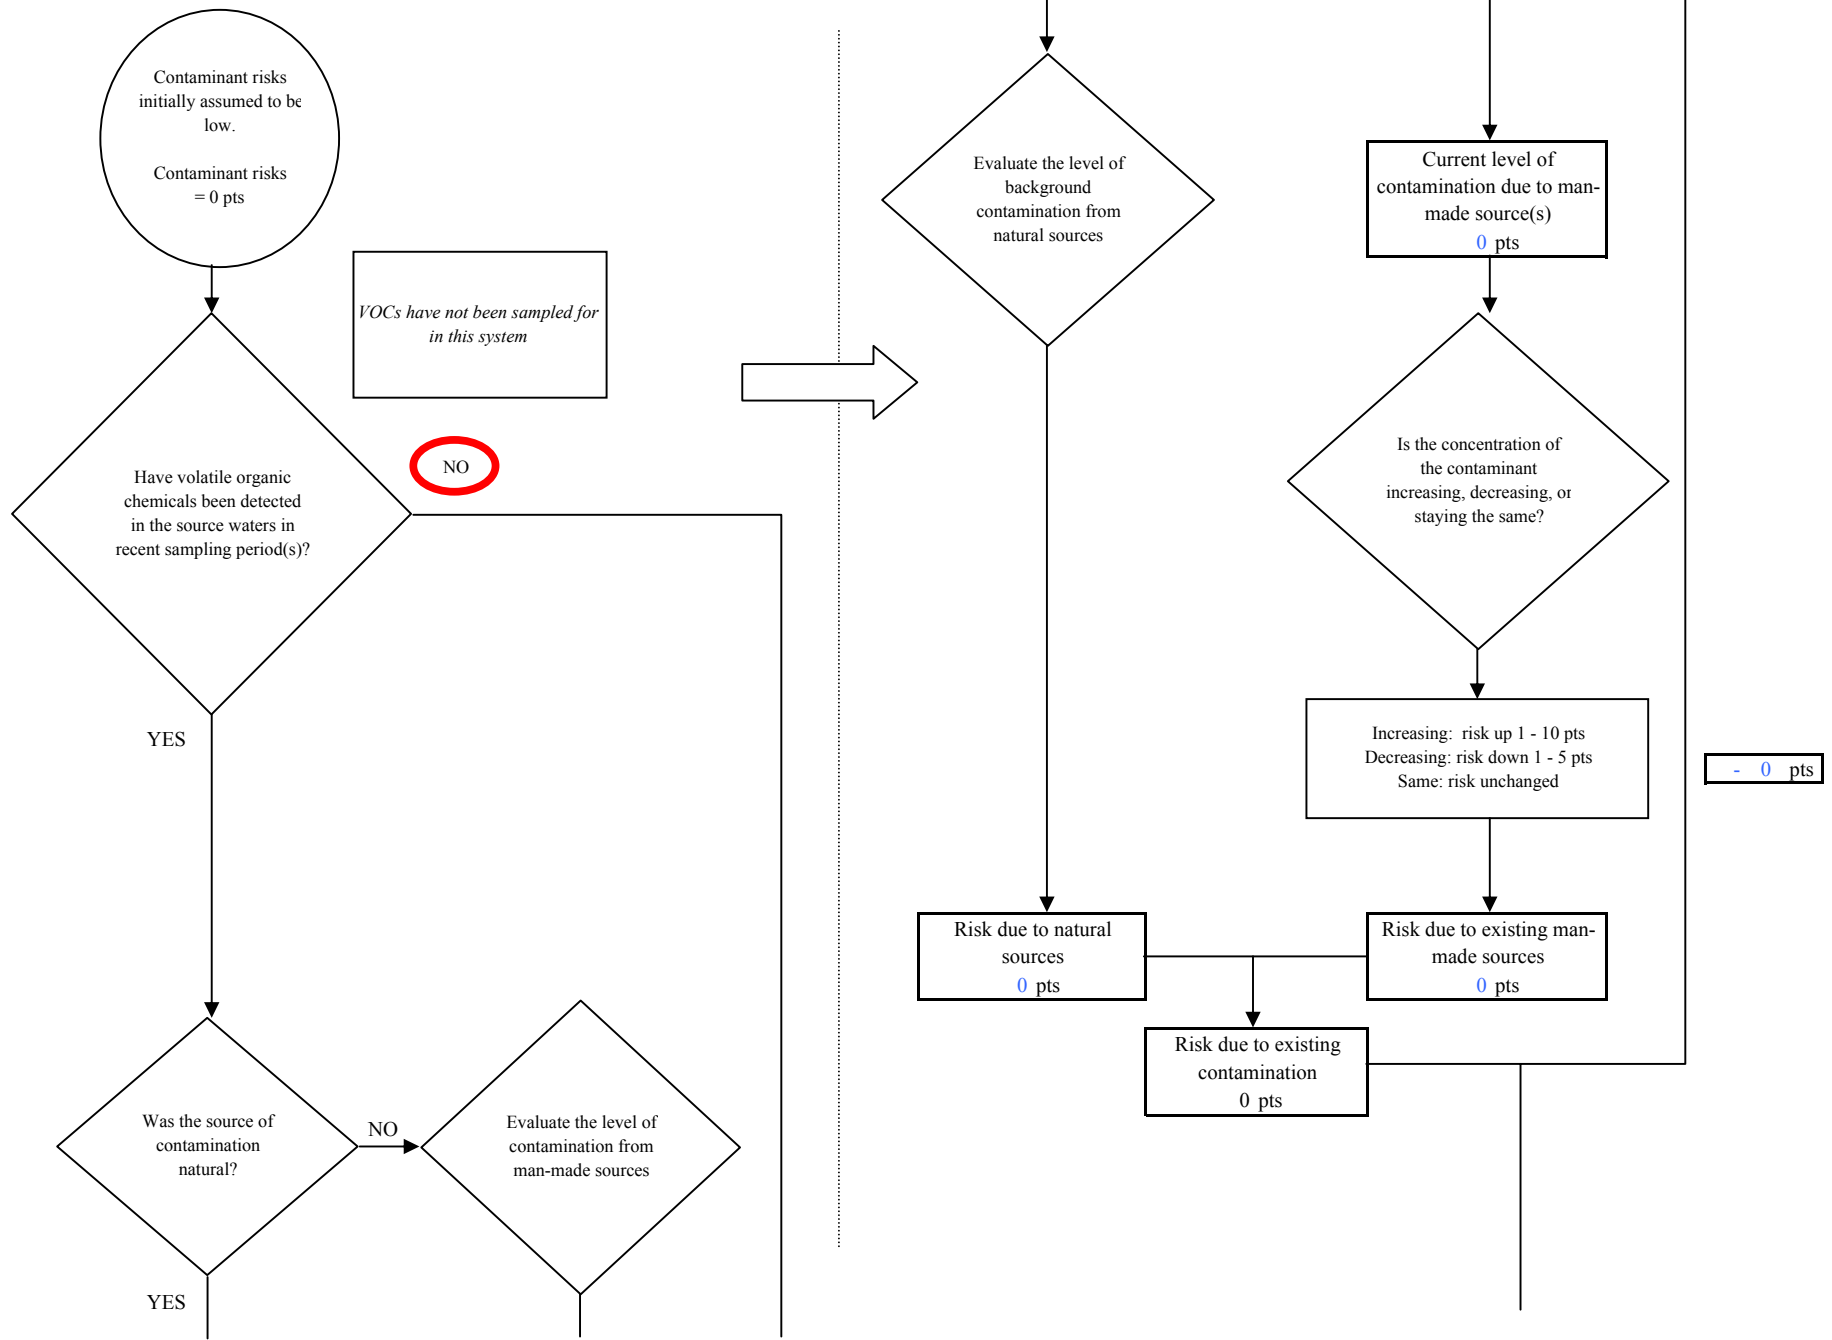 Contaminant risks
initially assumed to be
low.
Contaminant risks
= 0 pts
VOCs have not been sampled for
in this system
NO
Have volatile organic
chemicals been detected
in the source waters in
recent sampling period(s)?
YES
Was the source of
contamination
natural?
NO
Evaluate the level of
contamination from
man-made sources
YES
Evaluate the level of
background
contamination from
natural sources
Current level of
contamination due to man-
made source(s)
0 pts
Is the concentration of
the contaminant
increasing, decreasing, or
staying the same?
Increasing: risk up 1 - 10 pts
Decreasing: risk down 1 - 5 pts
Same: risk unchanged
- 0 pts
Risk due to natural
sources
0 pts
Risk due to existing man-
made sources
0 pts
Risk due to existing
contamination
0 pts